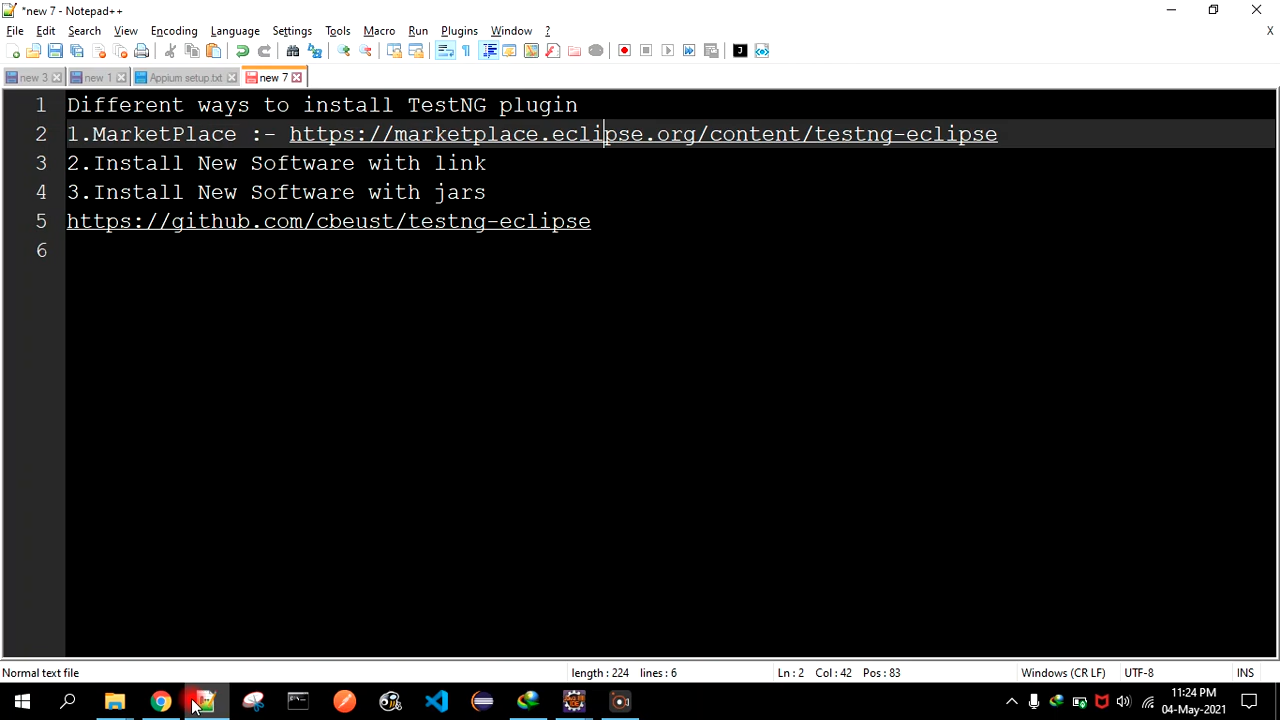 *new 7 - Notepad++
File Edit Search View Encoding Language Settings Tools Macro Run Plugins Window ? X
new 3 new 1 Appium setup.txt new 7
1 Different ways to install TestNG plugin
2 1.MarketPlace :- https://marketplace.eclipse.org/content/testng-eclipse
3 2.Install New Software with link
4 3.Install New Software with jars
5 https://github.com/cbeust/testng-eclipse
6
Normal text file length : 224 lines : 6 Ln : 2 Col : 42 Pos : 83 Windows (CR LF) UTF-8 INS
11:24 PM
04-May-2021